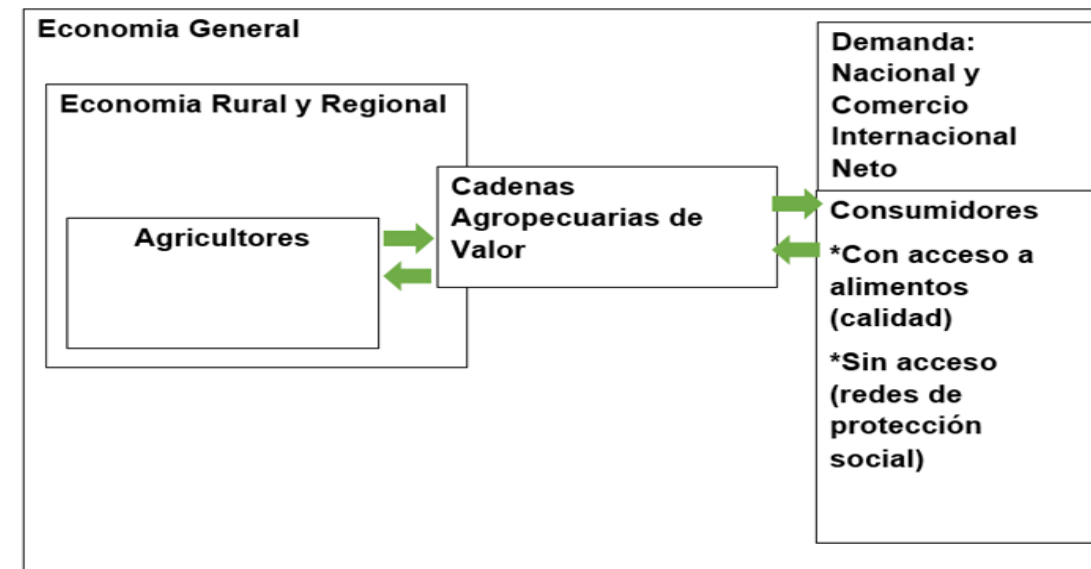 Economia General
Economia Rural y Regional
Agricultores
Cadenas
Agropecuarias de
Valor
Demanda:
Nacional y
Comercio
Internacional
Neto
Consumidores
*Con acceso a
alimentos
(calidad)
*Sin acceso
(redes de
protección
social)